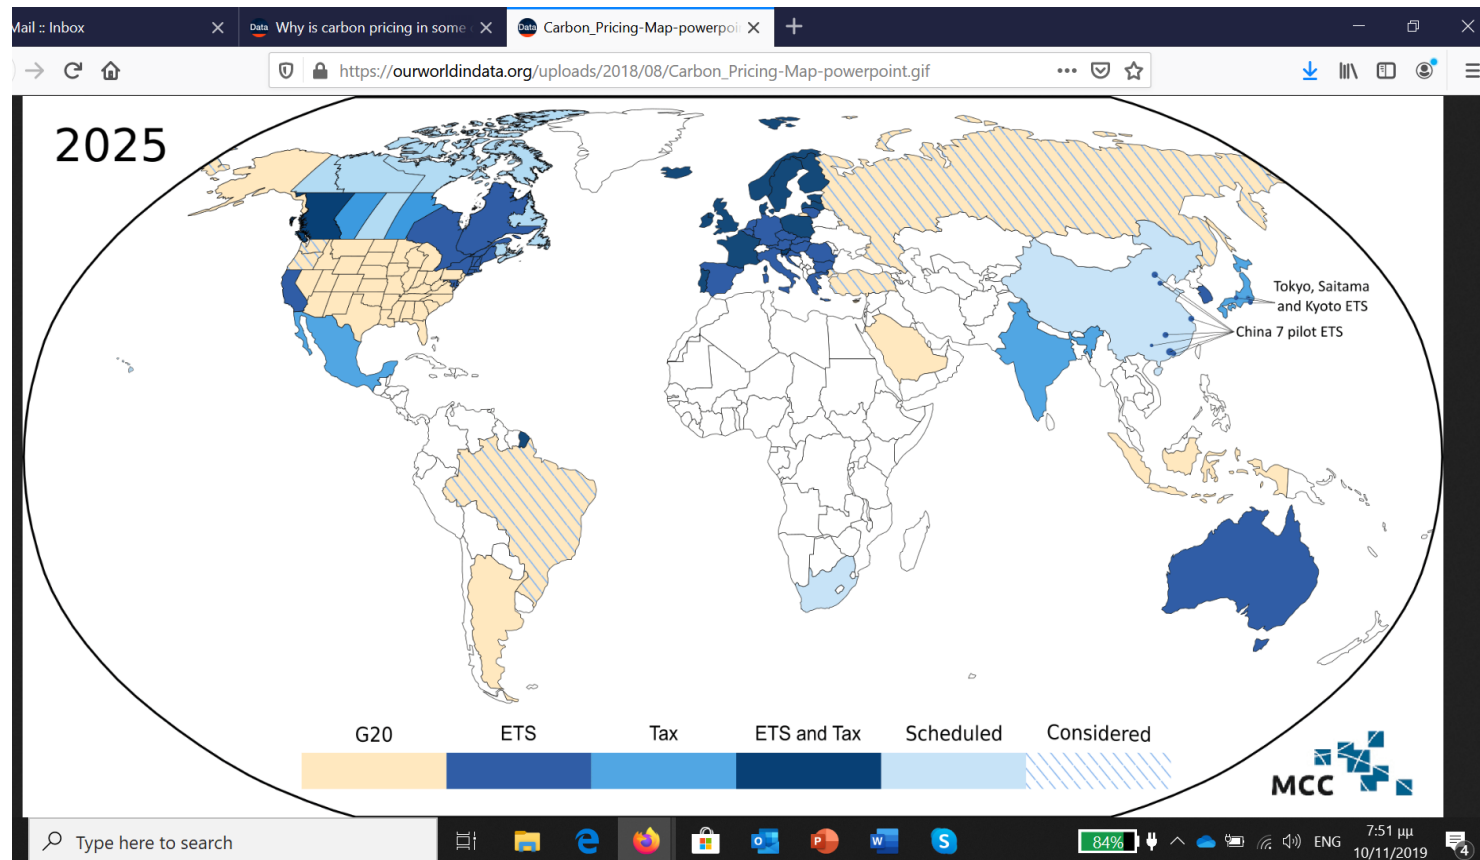 Mail :: Inbox
Why is carbon pricing in some
Carbon_Pricing-Map-powerpoi
https://ourworldindata.org/uploads/2018/08/Carbon_Pricing-Map-powerpoint.gif
2025
Tokyo, Saitama
and Kyoto ETS
China 7 pilot ETS
G20 ETS Tax ETS and Tax Scheduled Considered
MCC
Type here to search
84%
ENG
7:51 μμ
10/11/2019
4